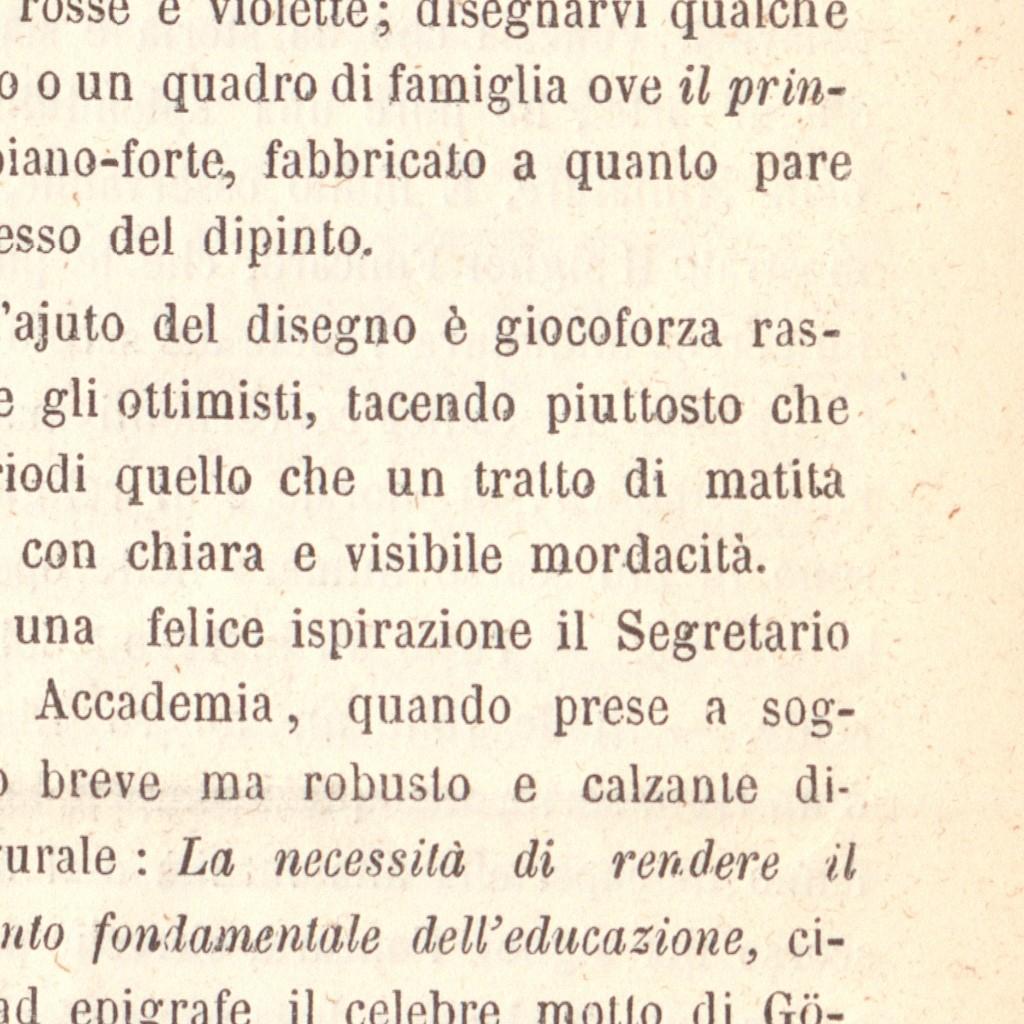 rosse e violette; disegnarvi qualche
o o un quadro di famiglia ove il prin-
piano-forte, fabbricato a quanto pare
esso del dipinto.
l'ajuto del disegno è giocoforza ras-
e gli ottimisti, tacendo piuttosto che
riodi quello che un tratto di matita
con chiara e visibile mordacità.
una felice ispirazione il Segretario
Accademia, quando prese a sog-
o breve ma robusto e calzante di-
urale: La necessità di rendere il
nto fondamentale dell'educazione, ci-
ad epigrafe il celebre motto di Gö-